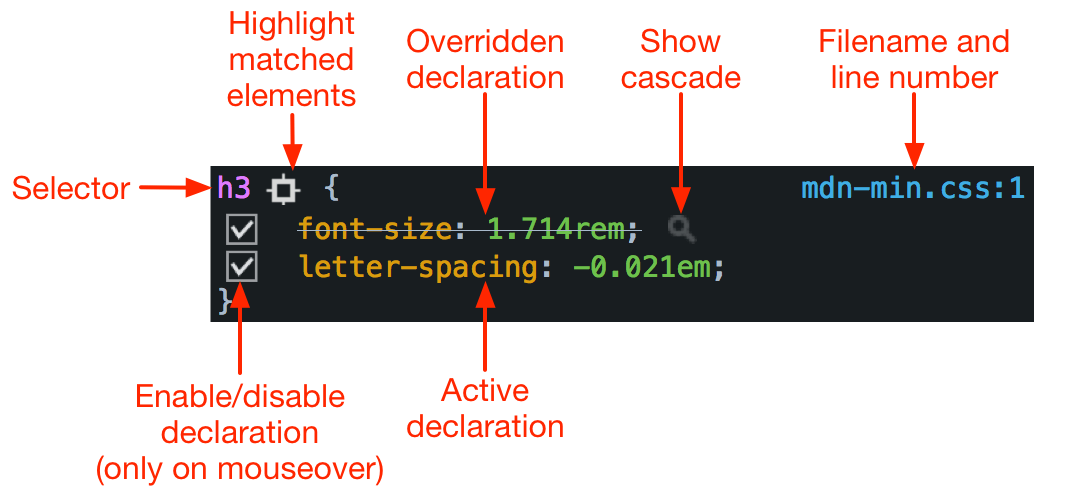 Highlight
matched
elements
Overridden
declaration
Show
cascade
Filename and
line number
Selector
h3 {
mdn-min.css:1
font-size: 1.714rem;
letter-spacing: -0.021em;
}
Enable/disable
declaration
(only on mouseover)
Active
declaration